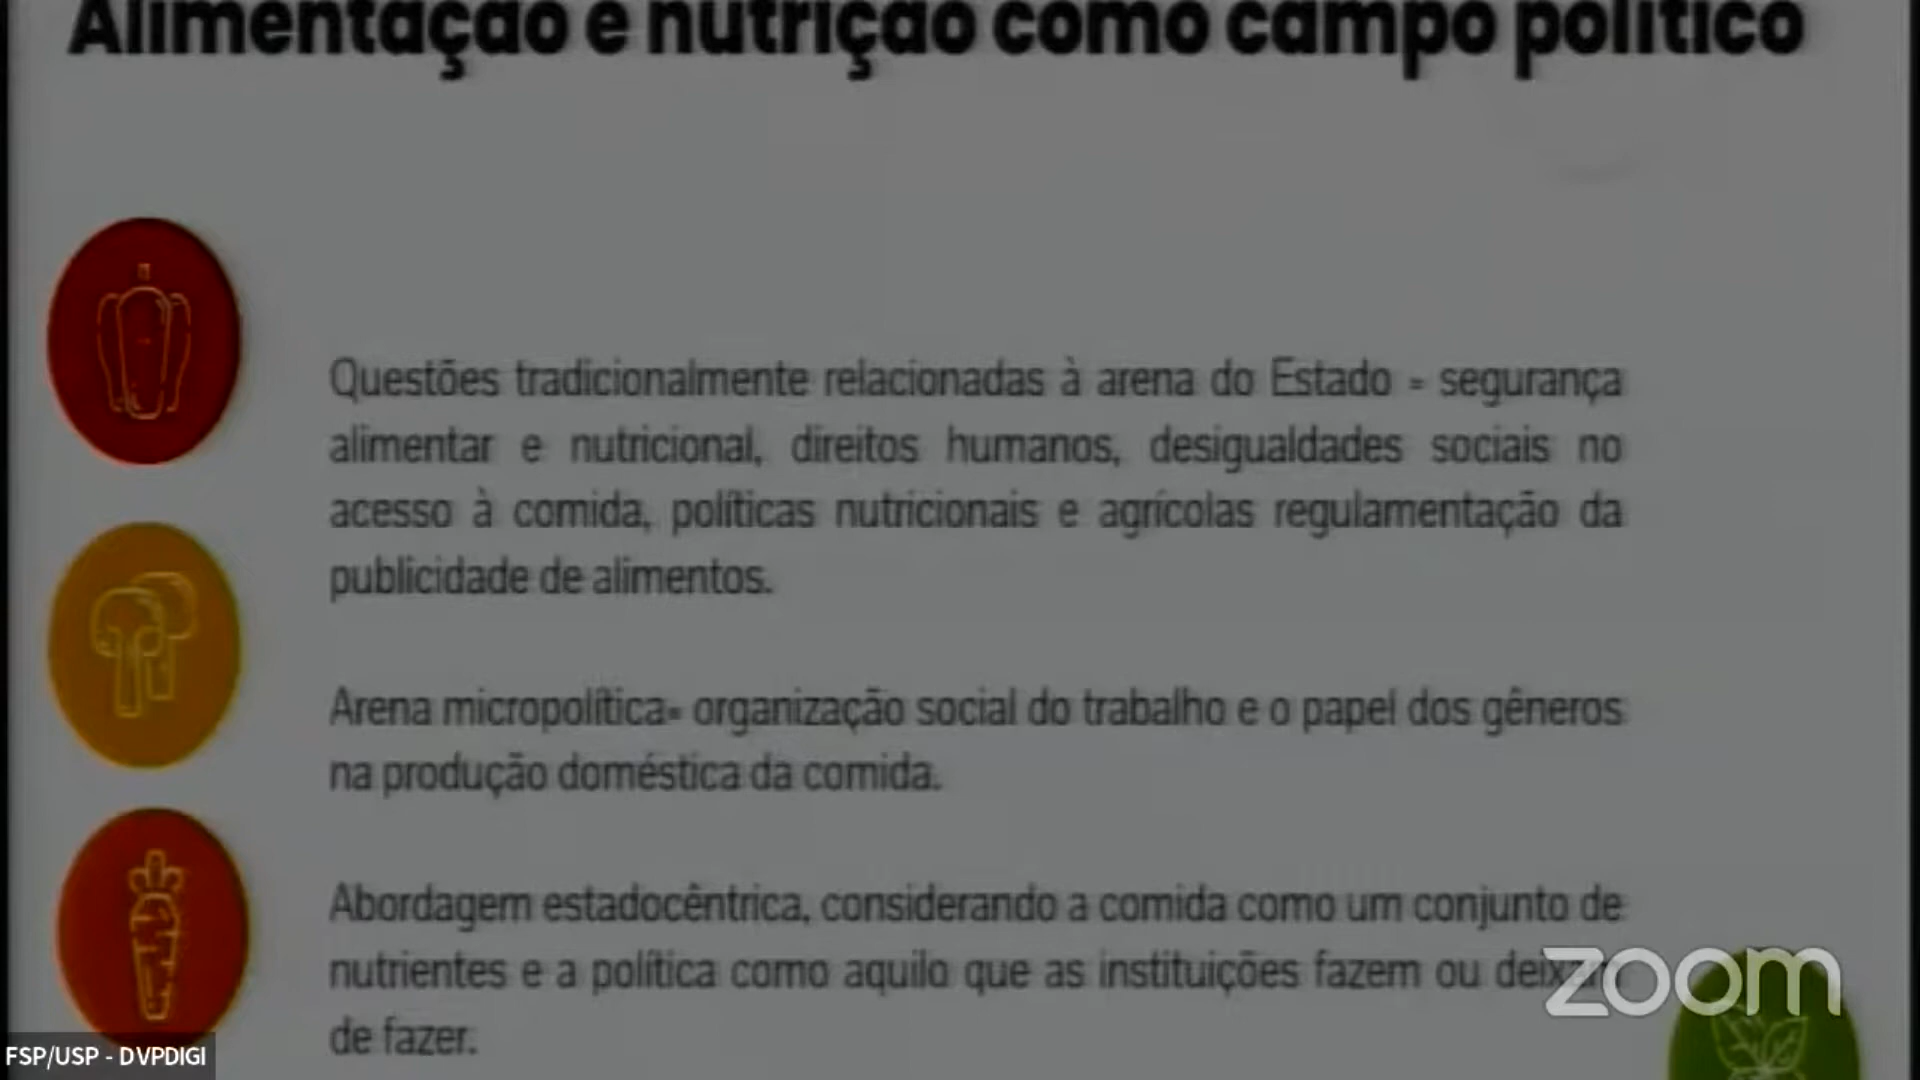 Alimentação e nutrição como campo político
Questões tradicionalmente relacionadas à arena do Estado = segurança
alimentar e nutricional, direitos humanos, desigualdades sociais no
acesso à comida, políticas nutricionais e agrícolas regulamentação da
publicidade de alimentos.
Arena micropolítica= organização social do trabalho e o papel dos gêneros
na produção doméstica da comida.
Abordagem estadocêntrica, considerando a comida como um conjunto de
nutrientes e a política como aquilo que as instituições fazem ou deixam
de fazer.
zoom
FSP/USP - DVPDIGI